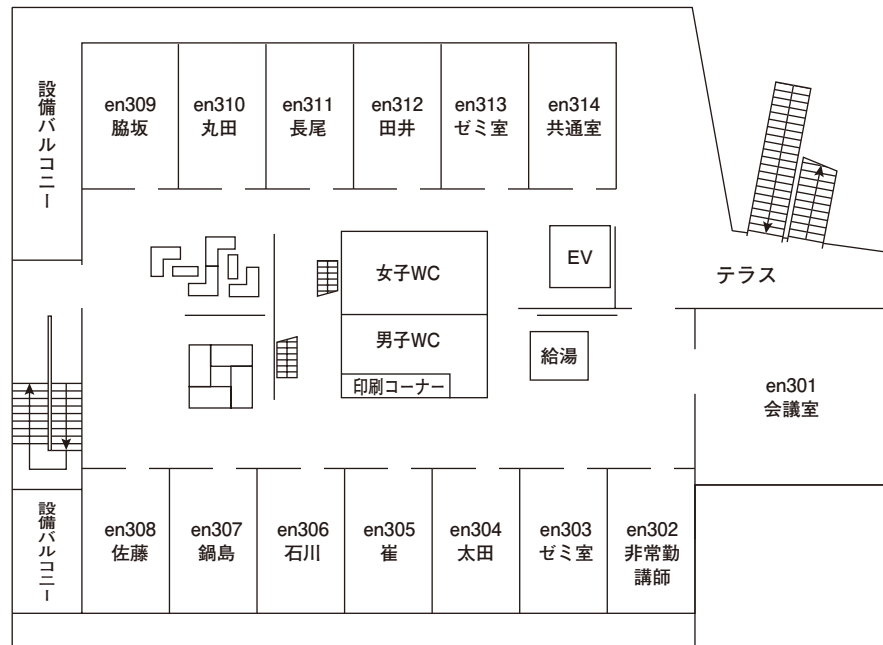 設備バルコニー
en309
脇坂
en310
丸田
en311
長尾
en312
田井
en313
ゼミ室
en314
共通室
女子WC
EV
テラス
男子WC
給湯
印刷コーナー
en301
会議室
設備バルコニー
en308
佐藤
en307
鍋島
en306
石川
en305
崔
en304
太田
en303
ゼミ室
en302
非常勤
講師